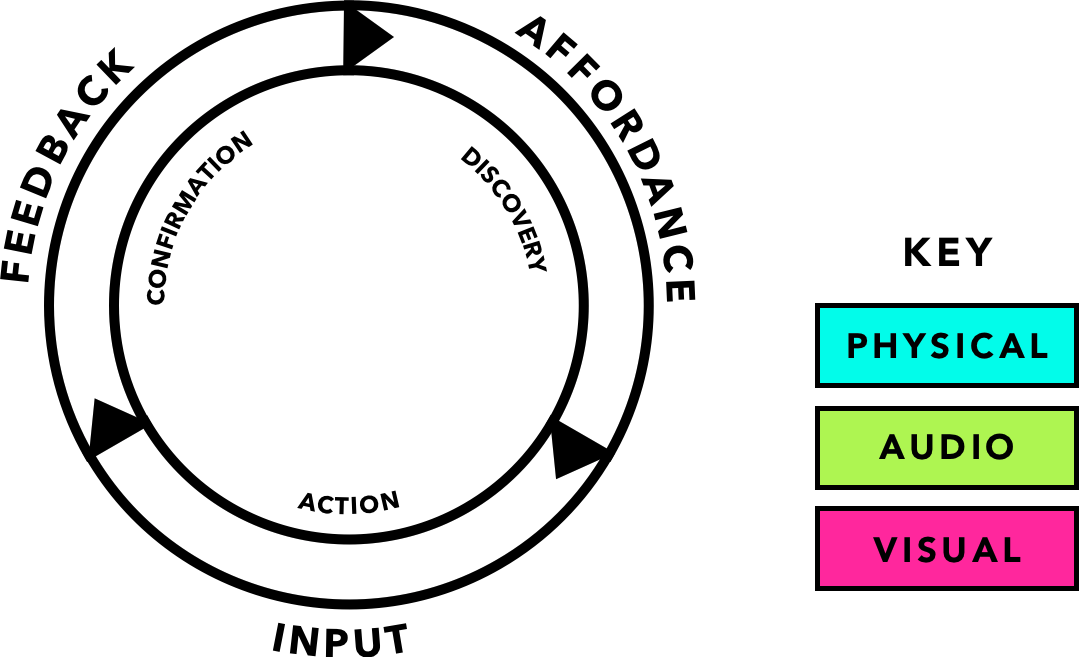 FEEDBACK
AFFORDANCE
CONFIRMATION
DISCOVERY
ACTION
INPUT
KEY
PHYSICAL
AUDIO
VISUAL